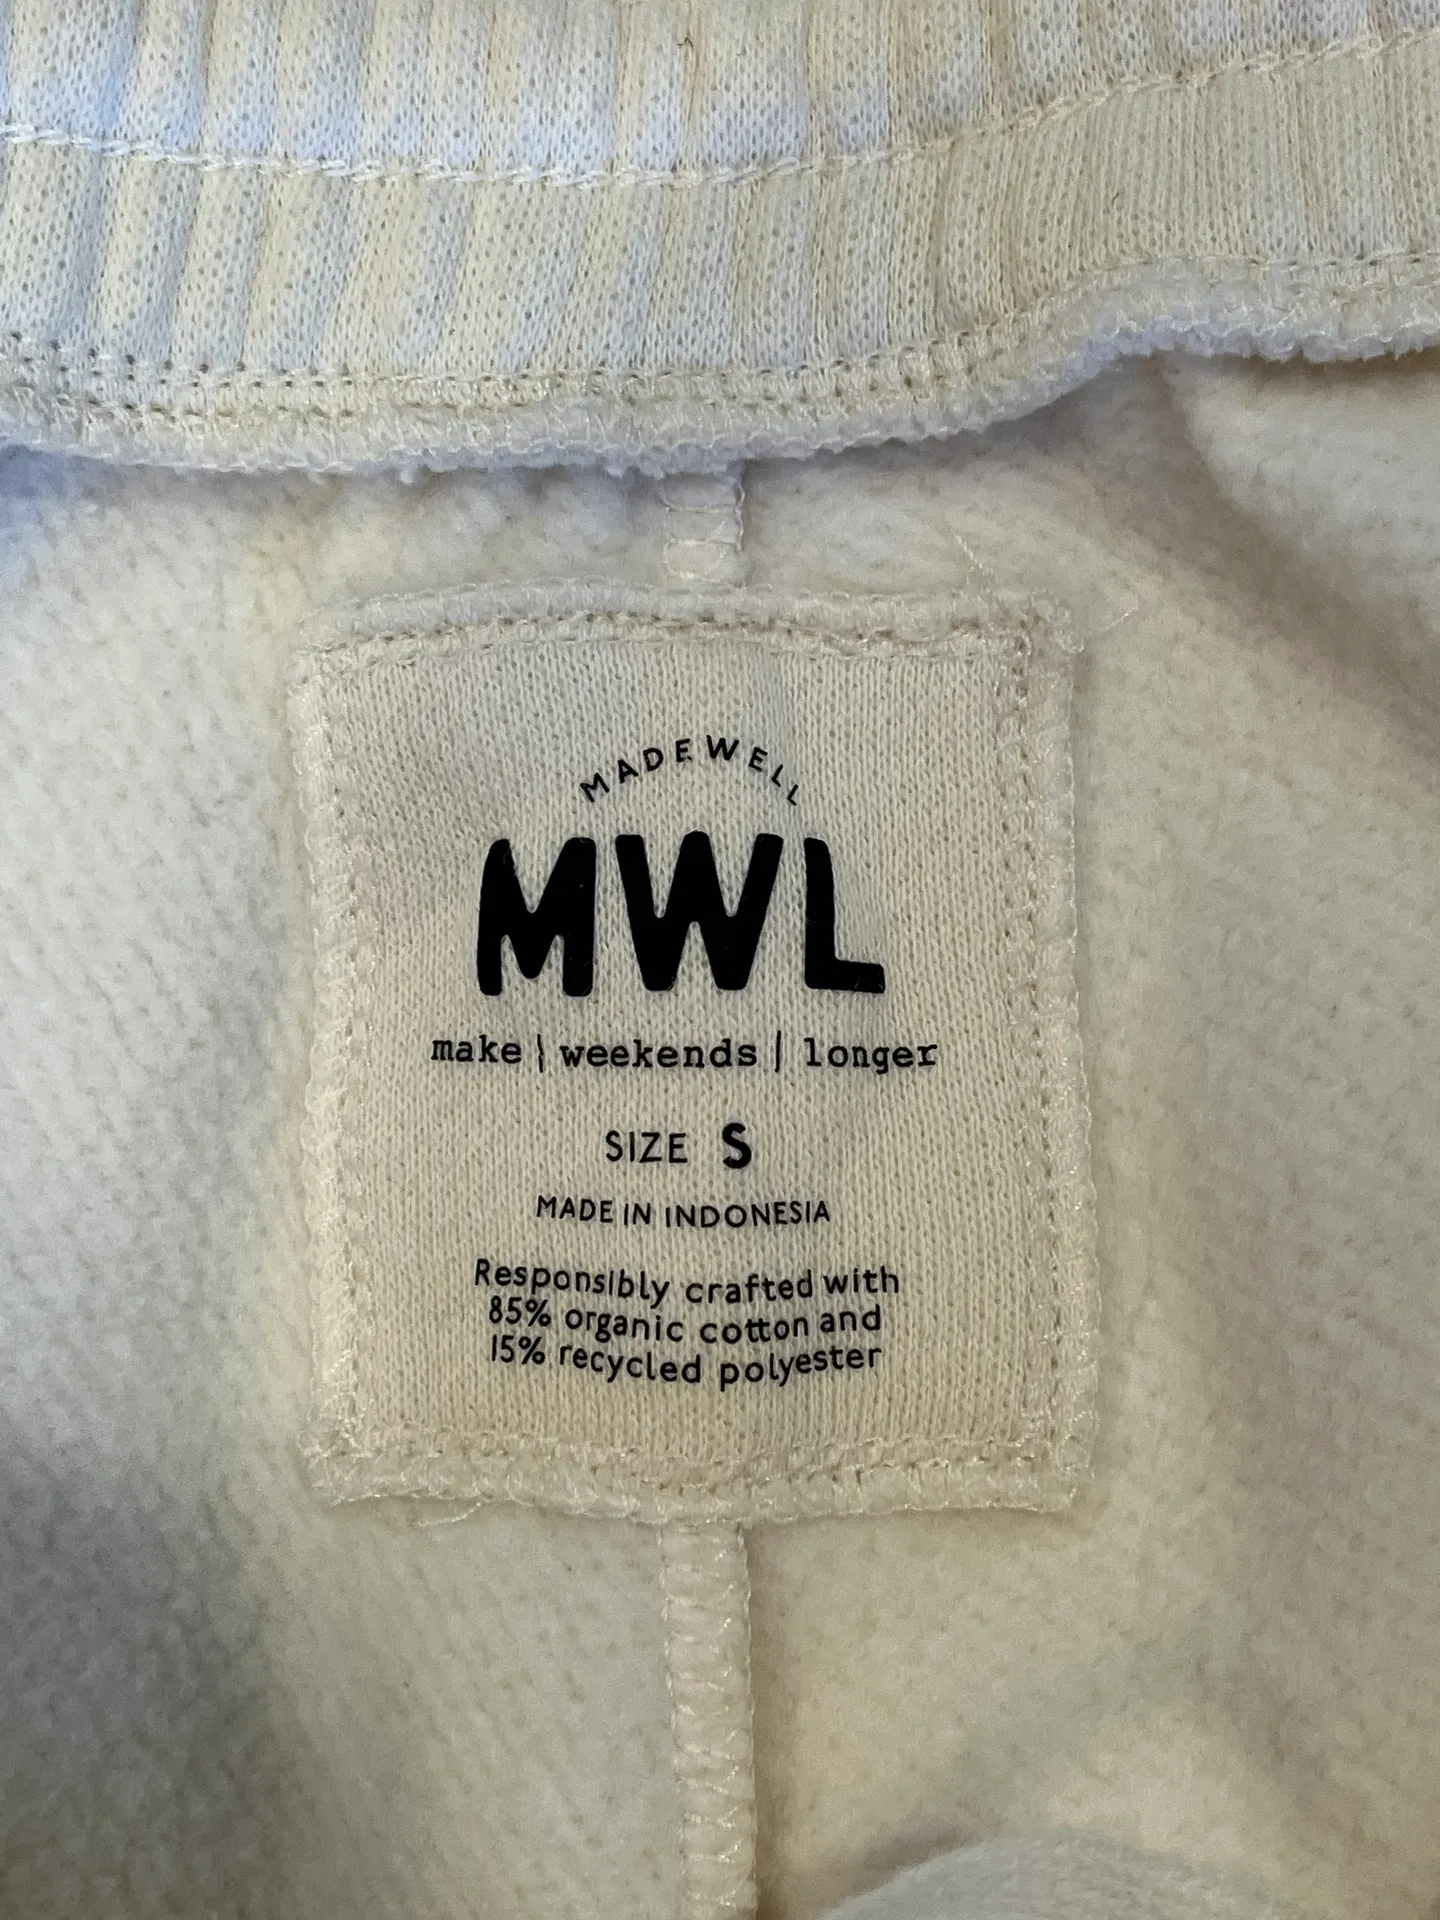 MADEWELL
MWL
make | weekends | longer
SIZE S
MADE IN INDONESIA
Responsibly crafted with
85% organic cotton and
15% recycled polyester